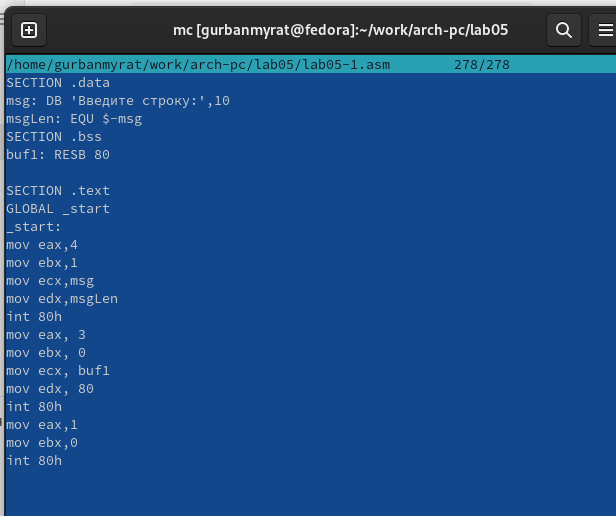 mc [gurbanmyrat@fedora]:~/work/arch-pc/lab05
/home/gurbanmyrat/work/arch-pc/lab05/lab05-1.asm 278/278
SECTION .data
msg: DB 'Введите строку:',10
msgLen: EQU $-msg
SECTION .bss
buf1: RESB 80

SECTION .text
GLOBAL _start
_start:
mov eax,4
mov ebx,1
mov ecx,msg
mov edx,msgLen
int 80h
mov eax, 3
mov ebx, 0
mov ecx, buf1
mov edx, 80
int 80h
mov eax,1
mov ebx,0
int 80h